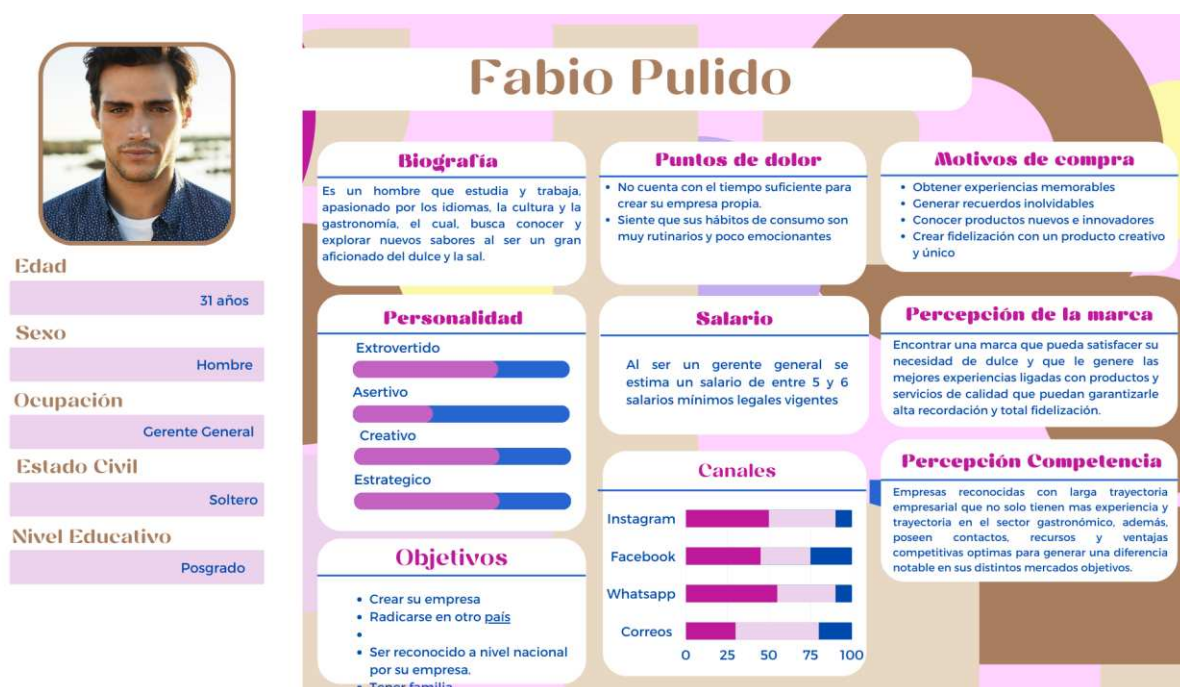 Fabio Pulido
Edad
31 años
Sexo
Hombre
Ocupación
Gerente General
Estado Civil
Soltero
Nivel Educativo
Posgrado
Biografía
Es un hombre que estudia y trabaja,
apasionado por los idiomas, la cultura y la
gastronomía, el cual, busca conocer y
explorar nuevos sabores al ser un gran
aficionado del dulce y la sal.
Puntos de dolor
• No cuenta con el tiempo suficiente para
crear su empresa propia.
• Siente que sus hábitos de consumo son
muy rutinarios y poco emocionantes
Motivos de compra
• Obtener experiencias memorables
• Generar recuerdos inolvidables
• Conocer productos nuevos e innovadores
• Crear fidelización con un producto creativo
y único
Personalidad
Extrovertido
Asertivo
Creativo
Estrategico
Salario
Al ser un gerente general se
estima un salario de entre 5 y 6
salarios mínimos legales vigentes
Percepción de la marca
Encontrar una marca que pueda satisfacer su
necesidad de dulce y que le genere las
mejores experiencias ligadas con productos y
servicios de calidad que puedan garantizarle
alta recordación y total fidelización.
Objetivos
• Crear su empresa
• Radicarse en otro país
•
• Ser reconocido a nivel nacional
por su empresa.
• Tener familia
Canales
Instagram
Facebook
Whatsapp
Correos
0 25 50 75 100
Percepción Competencia
Empresas reconocidas con larga trayectoria
empresarial que no solo tienen mas experiencia y
trayectoria en el sector gastronómico, además,
poseen contactos, recursos y ventajas
competitivas optimas para generar una diferencia
notable en sus distintos mercados objetivos.